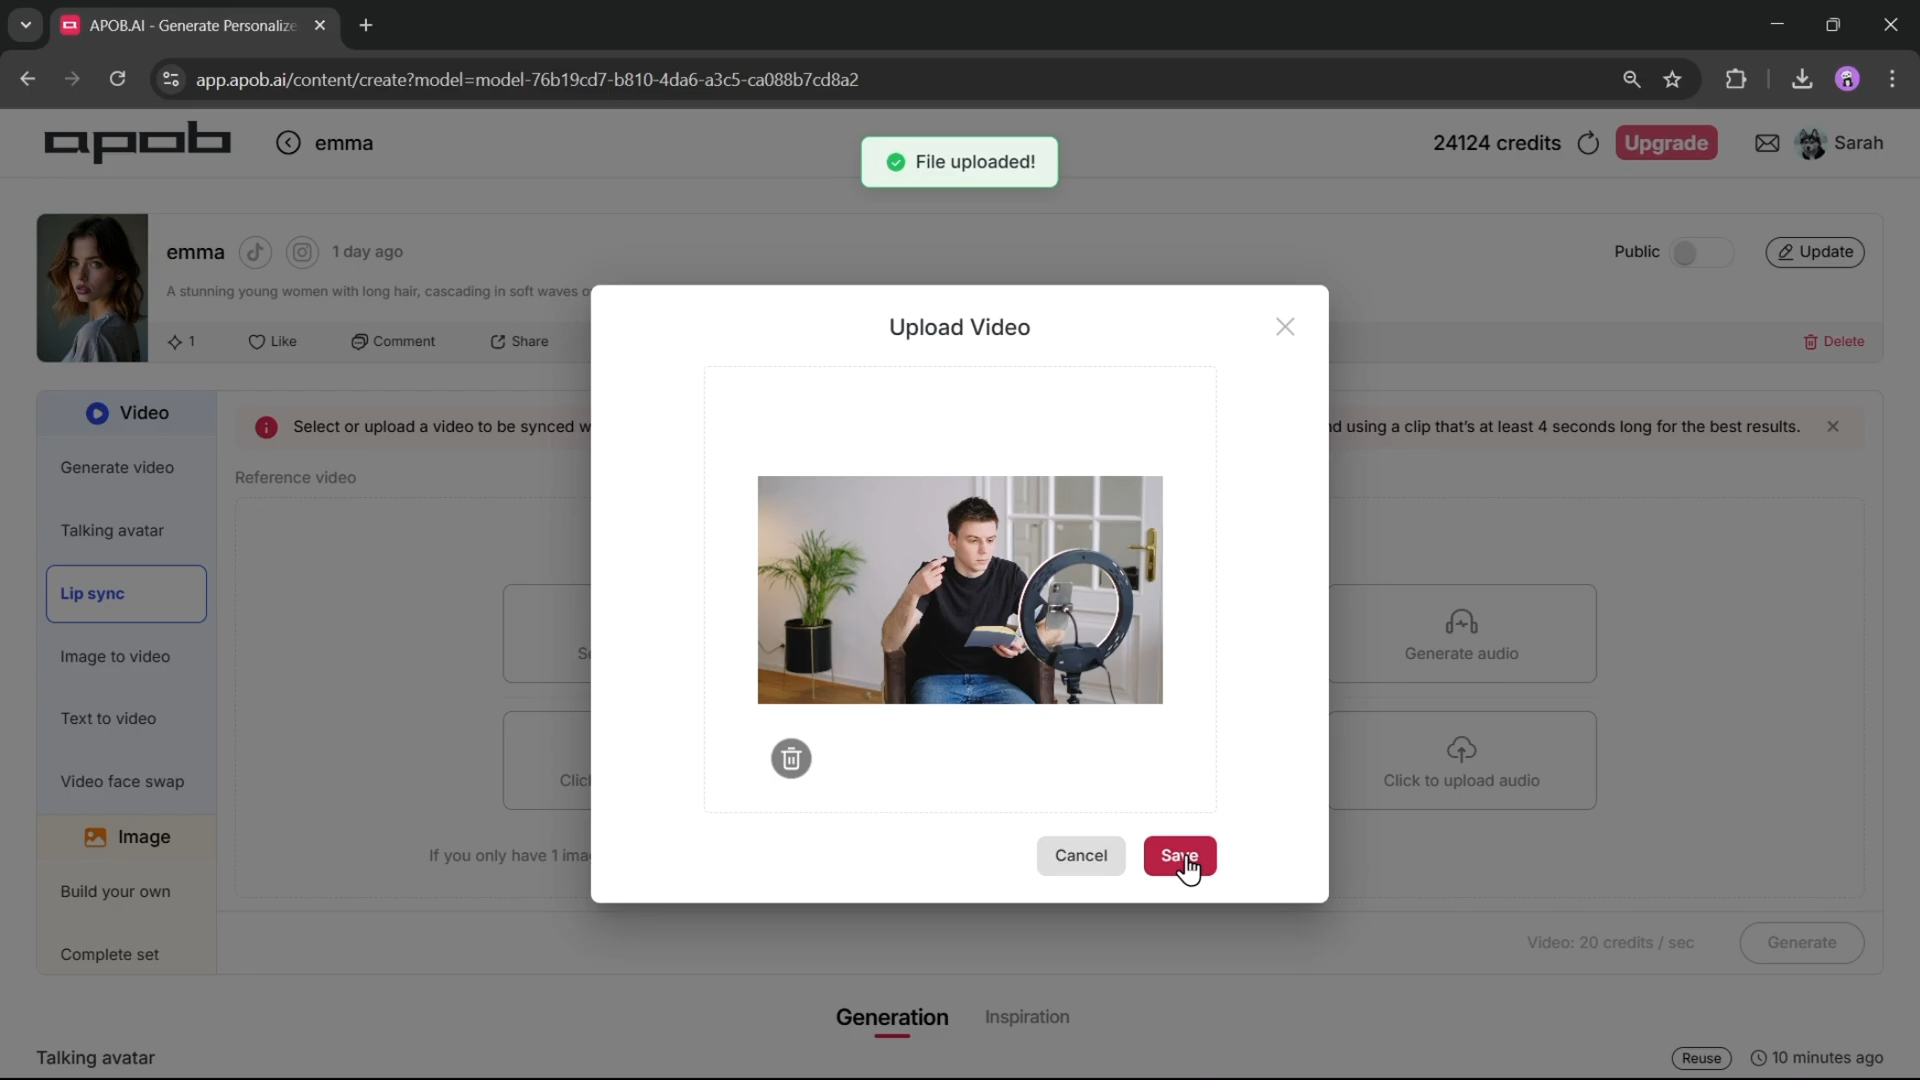 APOB.AI - Generate Personalize
app.apob.ai/content/create?model=model-76b19cd7-b810-4da6-a3c5-ca088b7cd8a2
apob
emma
24124 credits
Upgrade
Sarah
File uploaded!
emma
1 day ago
Public
Update
A stunning young women with long hair, cascading in soft waves
1
Like
Comment
Share
Delete
Upload Video
Video
Select or upload a video to be synced
using a clip that's at least 4 seconds long for the best results.
Generate video
Reference video
Talking avatar
Lip sync
Image to video
Generate audio
Text to video
Video face swap
Click to upload audio
Image
If you only have 1
Cancel
Save
Build your own
Complete set
Video: 20 credits / sec
Generate
Generation
Inspiration
Talking avatar
Reuse
10 minutes ago